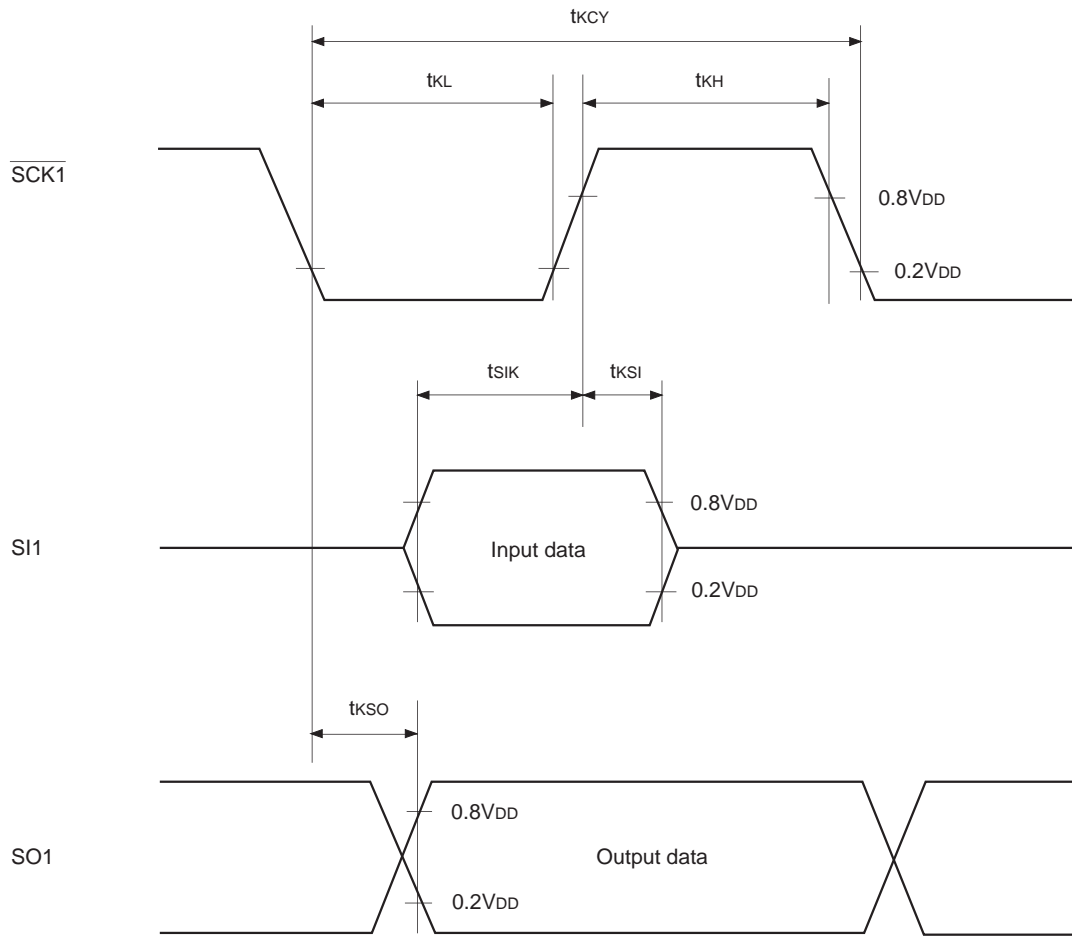 tKCY
tKL
tKH
SCK1
0.8VDD
0.2VDD
tSIK
tKSI
0.8VDD
SI1
Input data
0.2VDD
tKSO
0.8VDD
SO1
Output data
0.2VDD